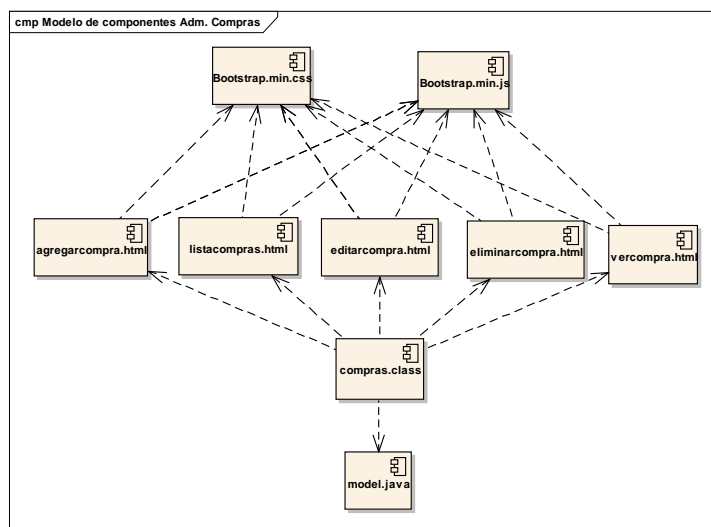 cmp Modelo de componentes Adm. Compras
Bootstrap.min.css
Bootstrap.min.js
agregarcompra.html
listacompras.html
editarcompra.html
eliminarcompra.html
vercompra.html
compras.class
model.java